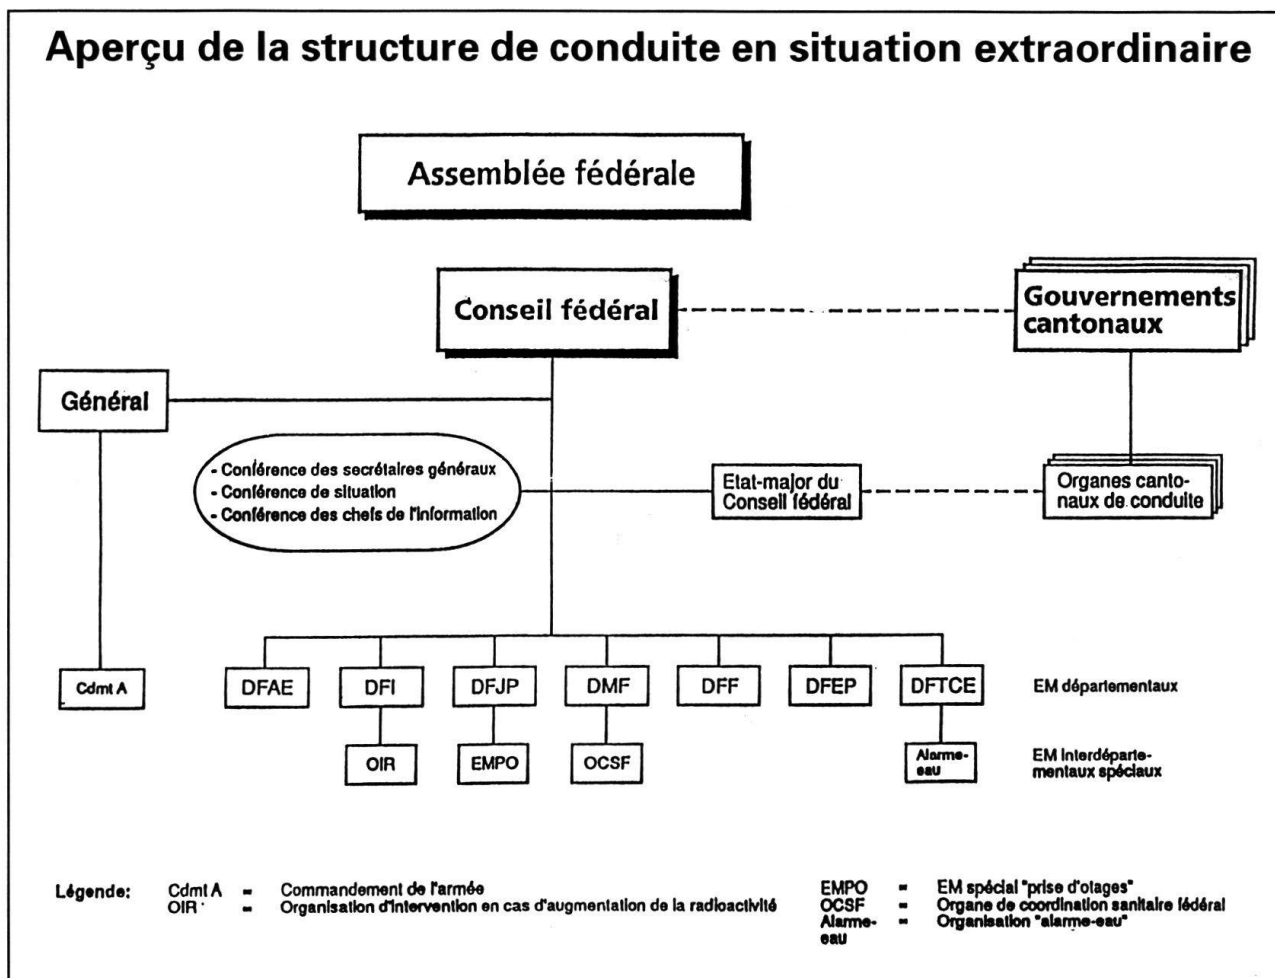 Aperçu de la structure de conduite en situation extraordinaire
Assemblée fédérale
Conseil fédéral
Gouvernements
cantonaux
Général
- Conférence des secrétaires généraux
- Conférence de situation
- Conférence des chefs de l'information
Etat-major du
Conseil fédéral
Organes canto-
naux de conduite
Cdmt A
DFAE
DFI
DFJP
DMF
DFF
DFEP
DFTCE
EM départementaux
OIR
EMPO
OCSF
Alarme-
eau
EM interdéparte-
mentaux spéciaux
Légende:
Cdmt A = Commandement de l'armée
OIR = Organisation d'intervention en cas d'augmentation de la radioactivité
EMPO = EM spécial "prise d'otages"
OCSF = Organe de coordination sanitaire fédéral
Alarme- = Organisation "alarme-eau"
eau